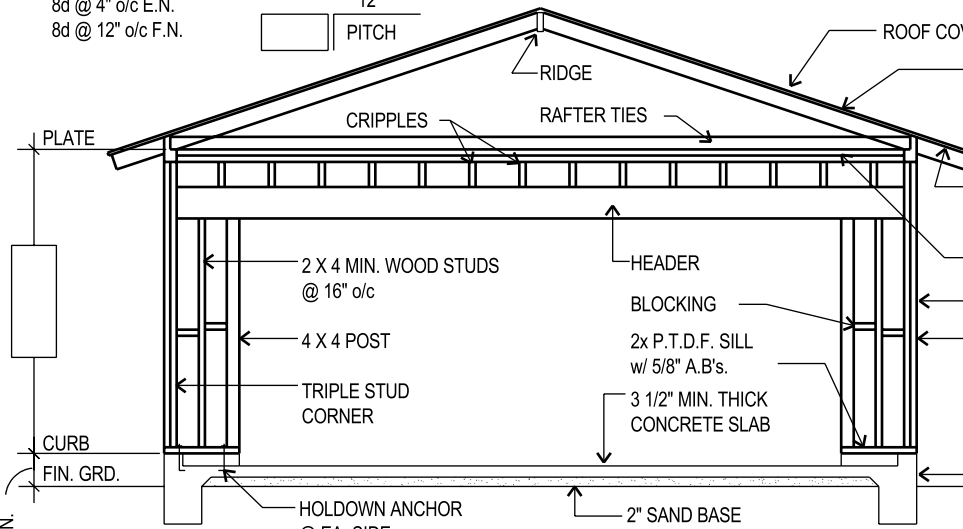 12
8d @ 4" o/c E.N.
8d @ 12" o/c F.N.
PITCH
ROOF COV
RIDGE
CRIPPLES
RAFTER TIES
PLATE
2 X 4 MIN. WOOD STUDS
@ 16" o/c
HEADER
BLOCKING
4 X 4 POST
2x P.T.D.F. SILL
w/ 5/8" A.B's.
TRIPLE STUD
CORNER
3 1/2" MIN. THICK
CONCRETE SLAB
CURB
FIN. GRD.
HOLDOWN ANCHOR
@ EA. SIDE
2" SAND BASE
N.